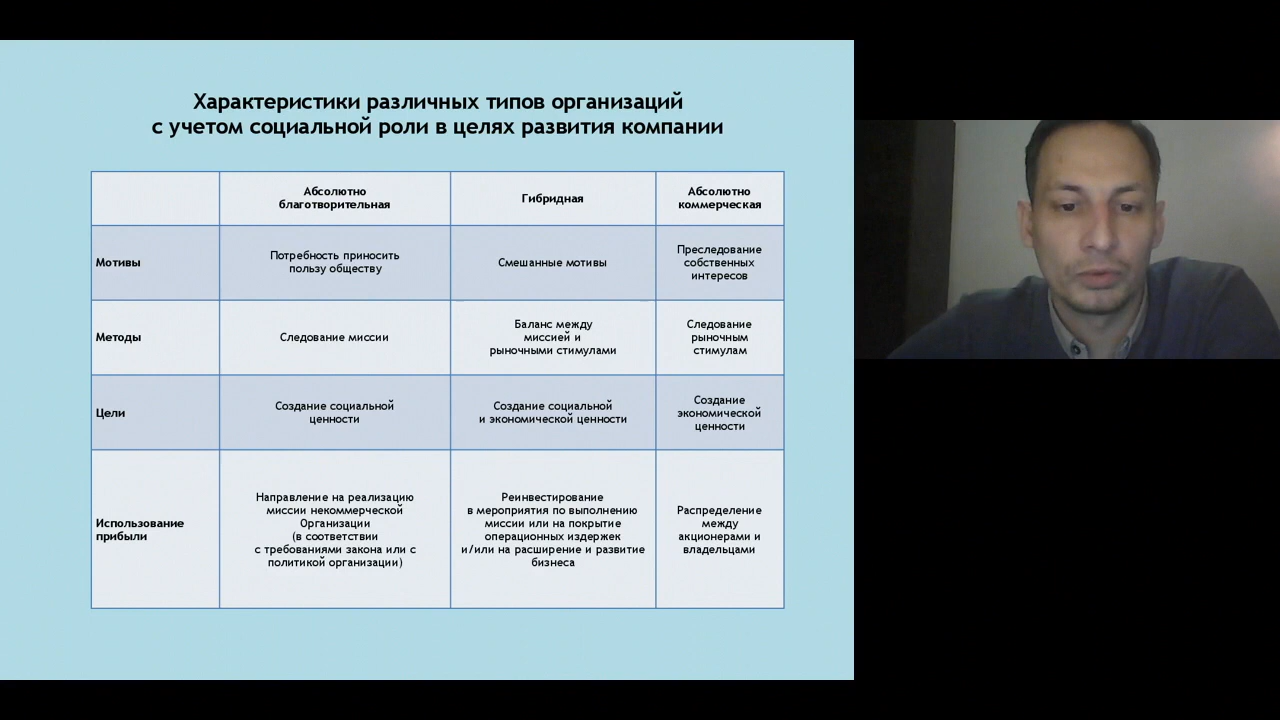 Характеристики различных типов организаций
с учетом социальной роли в целях развития компании
Абсолютно
благотворительная
Гибридная
Абсолютно
коммерческая
Мотивы
Потребность приносить
пользу обществу
Смешанные мотивы
Преследование
собственных
интересов
Методы
Следование миссии
Баланс между
миссией и
рыночными стимулами
Следование
рыночным
стимулам
Цели
Создание социальной
ценности
Создание социальной
и экономической ценности
Создание
экономической
ценности
Использование
прибыли
Направление на реализацию
миссии некоммерческой
Организации
(в соответствии
с требованиями закона или с
политикой организации)
Реинвестирование
в мероприятия по выполнению
миссии или на покрытие
операционных издержек
и/или на расширение и развитие
бизнеса
Распределение
между
акционерами и
владельцами